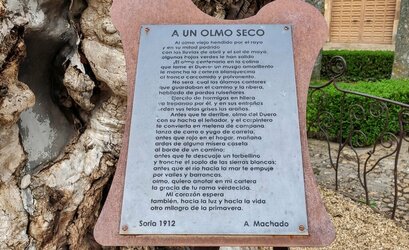 A UN OLMO SECO
Al olmo viejo hendido por el rayo
y en su mitad podrido
con las lluvias de abril y el sol de mayo,
algunas hojas verdes le han salido
¡El olmo centenario en la colina
que lame el Duero! Un musgo amarillento
le mancha la corteza blanquecina
al tronco carcomido y polvoriento.
No será, cual los álamos cantores
que guardan el camino y la ribera,
habitado de pardos ruiseñores
Ejército de hormigas en hilera
va trepando por él, y en sus entrañas
urden sus telas grises las arañas.
Antes que te derribe, olmo del Duero,
con su hacha el leñador, y el carpintero
te convierta en melena de campana,
lanza de carro o yugo de carreta;
antes que rojo en el hogar, mañana
ardas de alguna mísera caseta
al borde de un camino;
antes que te descuaje un torbellino
y tronche el soplo de las sierras blancas;
antes que el río hacia la mar te empuje
por valles y barrancas,
olmo, quiero anotar en mi cartera
la gracia de tu rama verdecida.
Mi corazón espera
también, hacia la luz y hacia la vida
otro milagro de la primavera.
Soria 1912 A. Machado